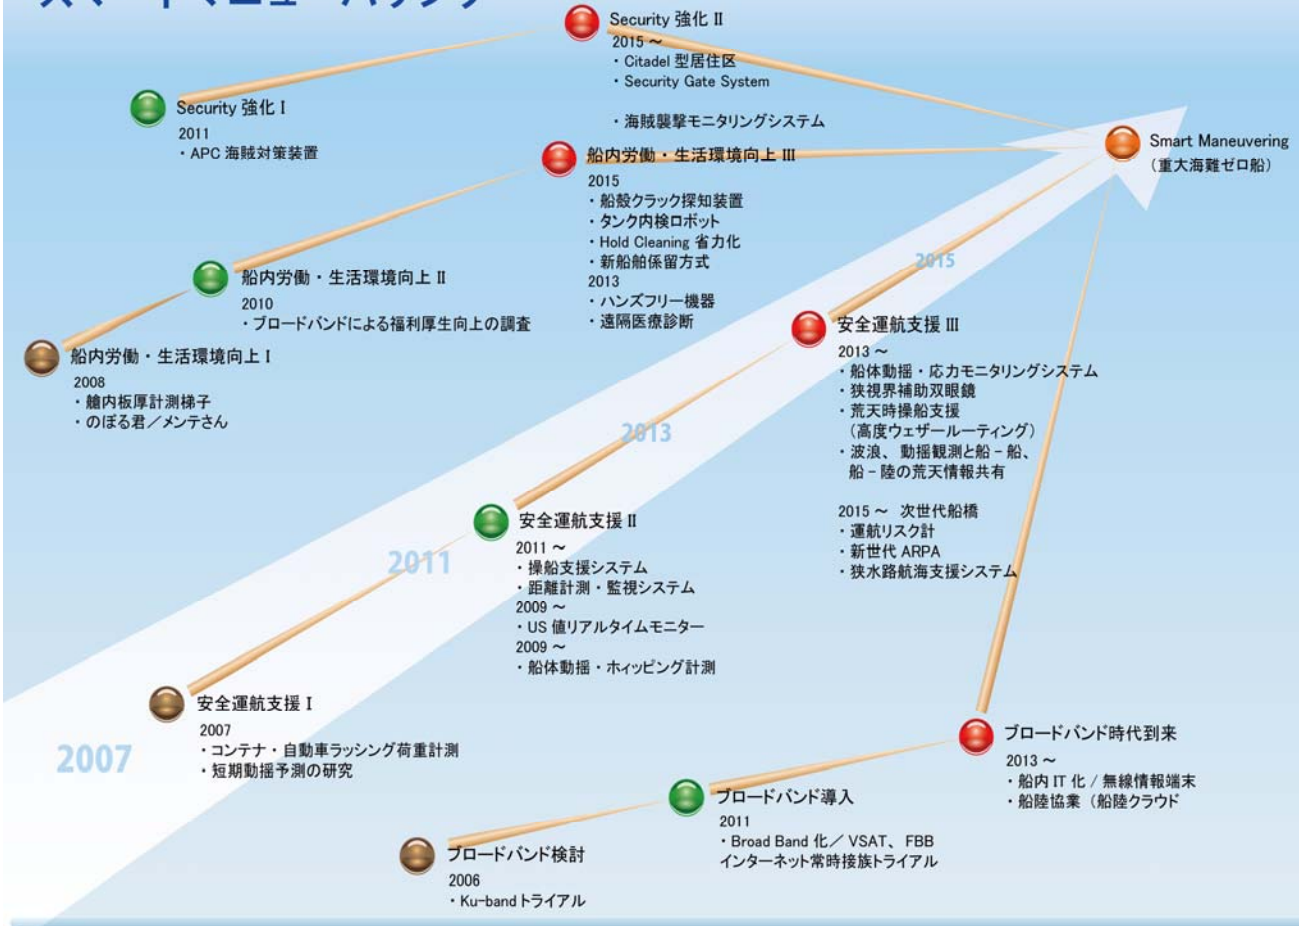 スマートマニューバリング
Security 強化 II
2015 ～
・Citadel 型居住区
・Security Gate System
・海賊襲撃モニタリングシステム
Security 強化 I
2011
・APC 海賊対策装置
Smart Maneuvering
（重大海難ゼロ船）
船内労働・生活環境向上 III
2015
・船殻クラック探知装置
・タンク内検ロボット
・Hold Cleaning 省力化
・新船舶係留方式
2013
・ハンズフリー機器
・遠隔医療診断
船内労働・生活環境向上 II
2010
・ブロードバンドによる福利厚生向上の調査
船内労働・生活環境向上 I
2008
・艙内板厚計測梯子
・のぼる君／メンテさん
2015
安全運航支援 III
2013 ～
・船体動揺・応力モニタリングシステム
・狭視界補助双眼鏡
・荒天時操船支援
（高度ウェザールーティング）
・波浪、動揺観測と船－船、
船－陸の荒天情報共有
2015 ～ 次世代船橋
・運航リスク計
・新世代 ARPA
・狭水路航海支援システム
2013
安全運航支援 II
2011 ～
・操船支援システム
・距離計測・監視システム
2009 ～
・US 値リアルタイムモニター
2009 ～
・船体動揺・ホィッピング計測
2011
安全運航支援 I
2007
・コンテナ・自動車ラッシング荷重計測
・短期動揺予測の研究
2007
ブロードバンド時代到来
2013 ～
・船内 IT 化 / 無線情報端末
・船陸協業（船陸クラウド
ブロードバンド導入
2011
・Broad Band 化／ VSAT、FBB
インターネット常時接族トライアル
ブロードバンド検討
2006
・Ku-band トライアル